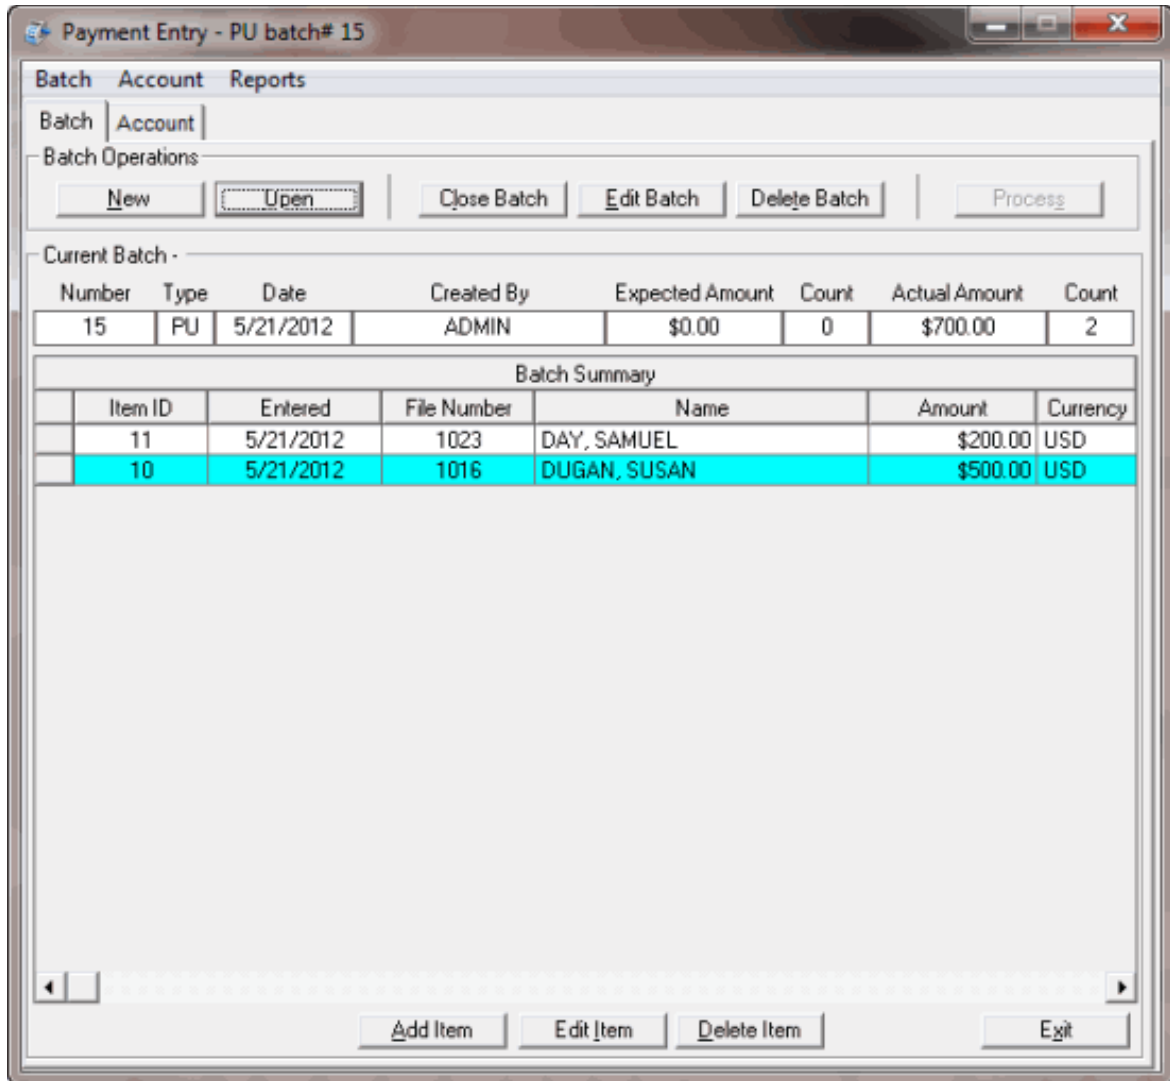 Payment Entry - PU batch# 15
Batch Account Reports
Batch Account
Batch Operations
New Open Close Batch Edit Batch Delete Batch Process
Current Batch -
Number Type Date Created By Expected Amount Count Actual Amount Count
15 PU 5/21/2012 ADMIN $0.00 0 $700.00 2
Batch Summary
Item ID Entered File Number Name Amount Currency
11 5/21/2012 1023 DAY, SAMUEL $200.00 USD
10 5/21/2012 1016 DUGAN, SUSAN $500.00 USD
Add Item Edit Item Delete Item Exit